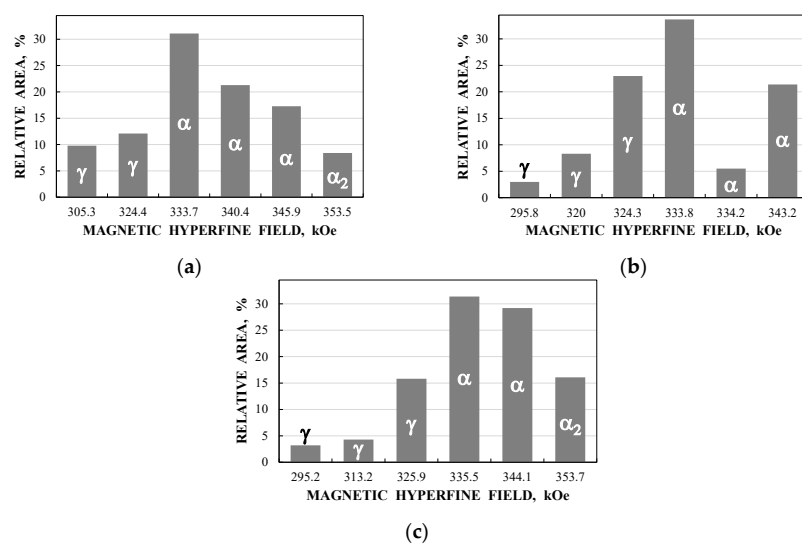 RELATIVE AREA, %
30
25
20
15
10
5
0
γ
γ
α
α
α
α2
305.3 324.4 333.7 340.4 345.9 353.5
MAGNETIC HYPERFINE FIELD, kOe
(a)
RELATIVE AREA, %
30
25
20
15
10
5
0
γ
γ
γ
α
α
α
295.8 320 324.3 333.8 334.2 343.2
MAGNETIC HYPERFINE FIELD, kOe
(b)
RELATIVE AREA, %
30
25
20
15
10
5
0
γ
γ
γ
α
α
α2
295.2 313.2 325.9 335.5 344.1 353.7
MAGNETIC HYPERFINE FIELD, kOe
(c)